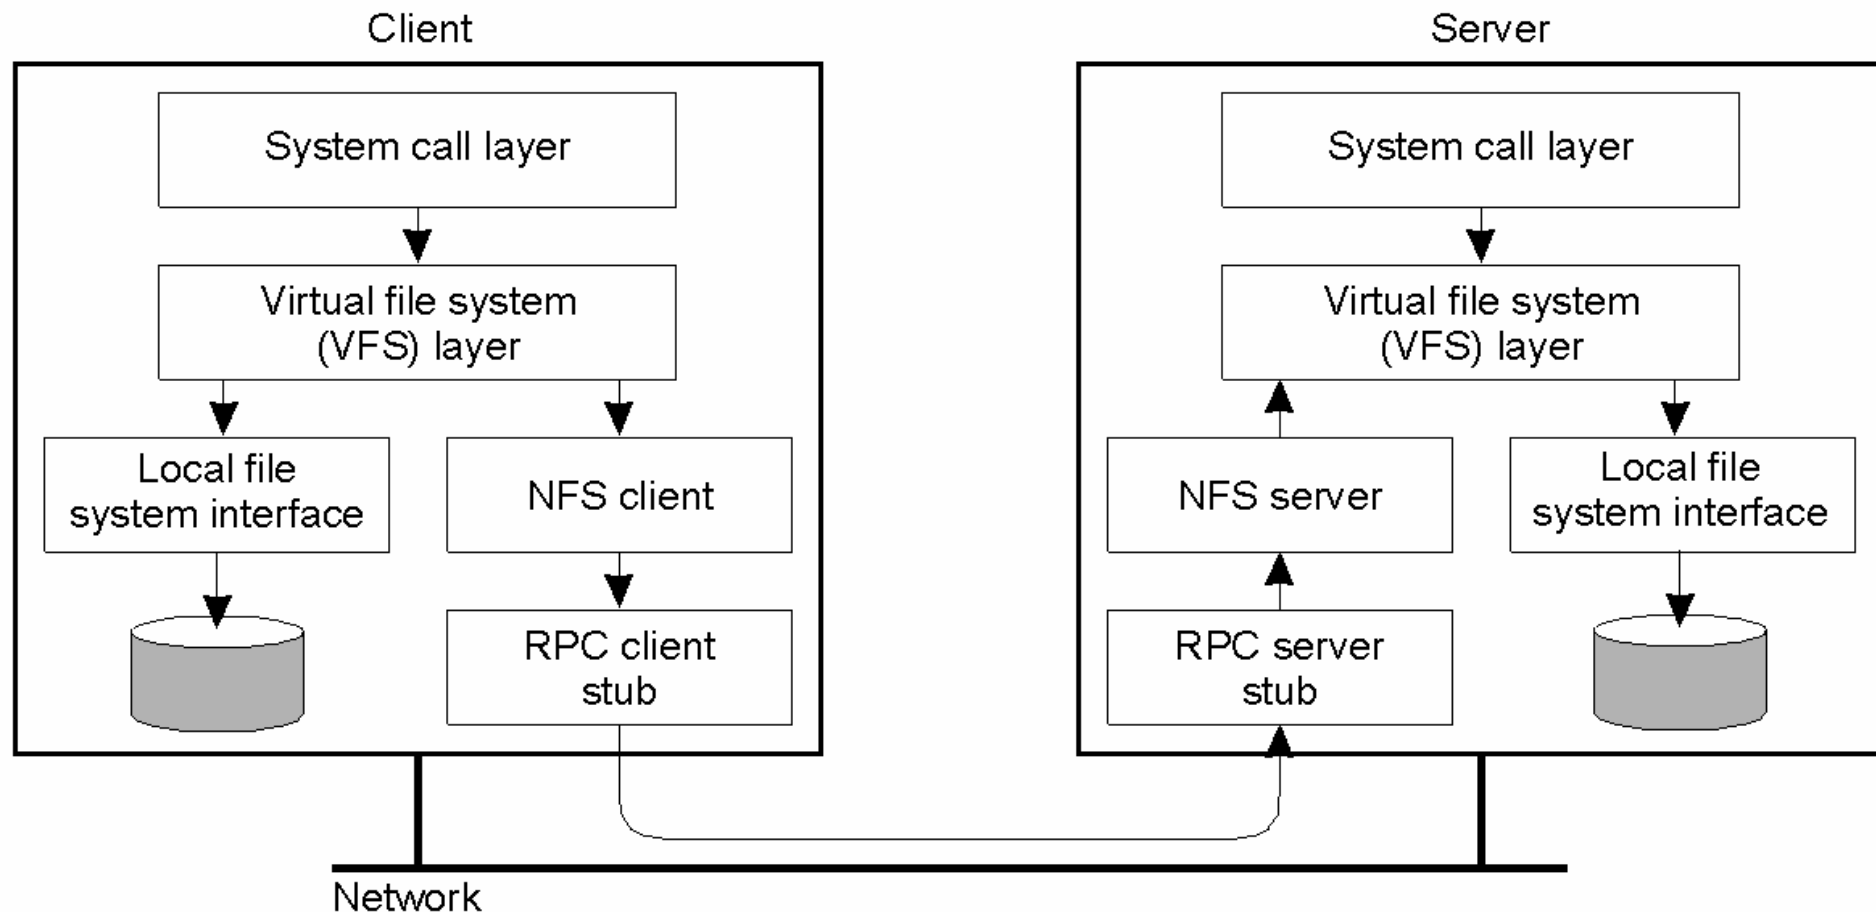 Client
System call layer
Virtual file system
(VFS) layer
Local file
system interface
NFS client
RPC client
stub
Server
System call layer
Virtual file system
(VFS) layer
NFS server
Local file
system interface
RPC server
stub
Network